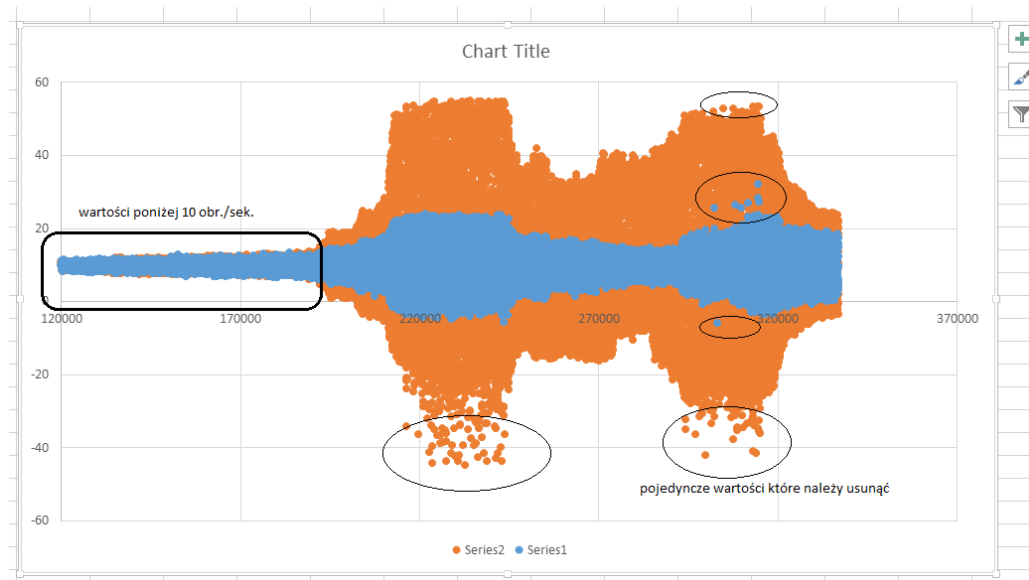 Chart Title
60
40
wartości poniżej 10 obr./sek.
20
0
120000 170000 220000 270000 320000 370000
-20
-40
pojedyncze wartości które należy usunąć
-60
Series2 Series1